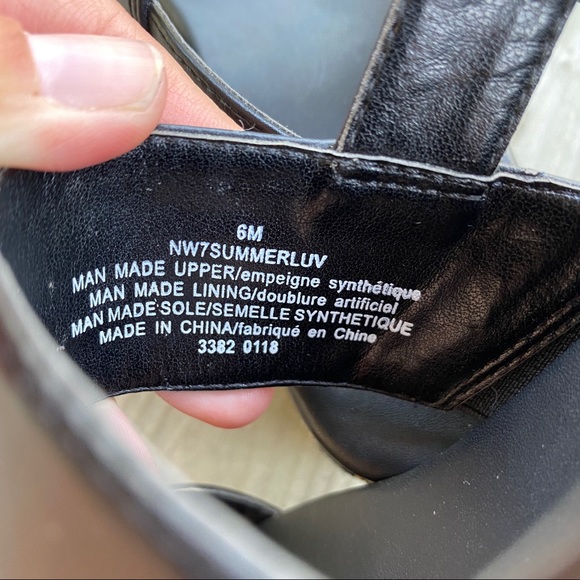 6M
NW7SUMMERLUV
MAN MADE UPPER/empeigne synthétique
MAN MADE LINING/doublure artificiel
MAN MADE SOLE/SEMELLE SYNTHETIQUE
MADE IN CHINA/fabriqué en Chine
3382 0118